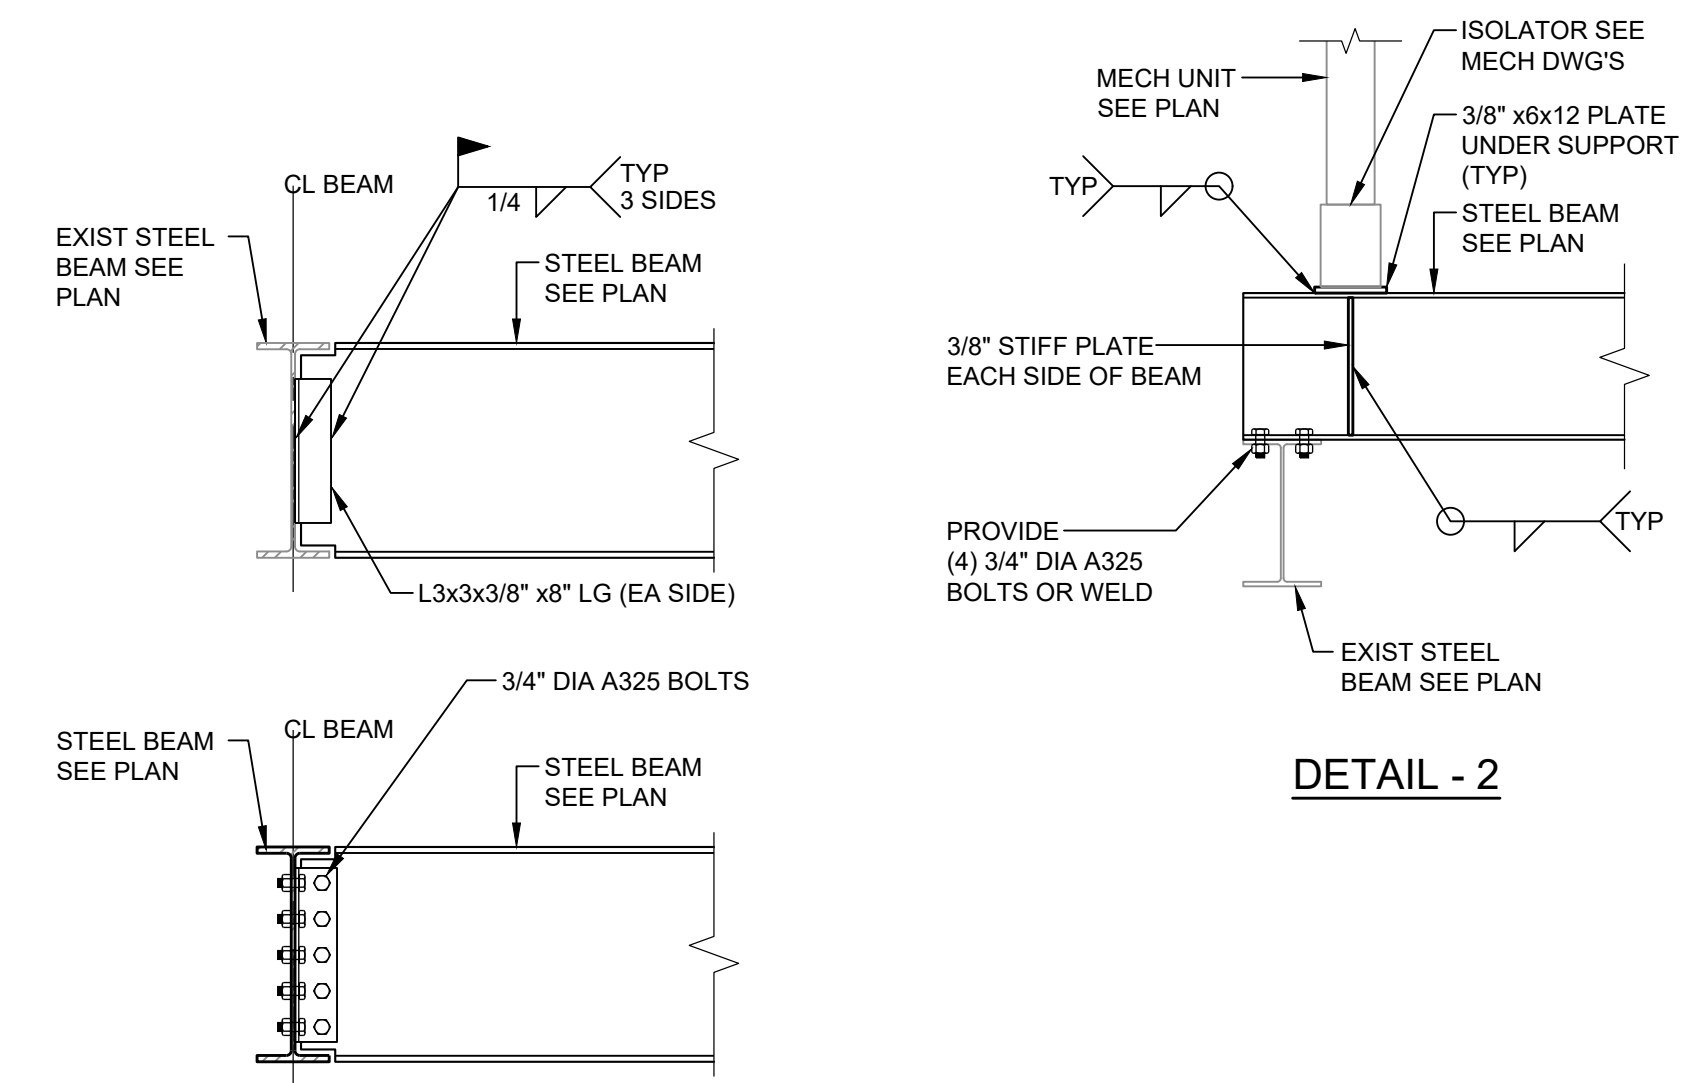 CL BEAM
TYP
1/4
3 SIDES
EXIST STEEL
BEAM SEE
PLAN
STEEL BEAM
SEE PLAN
L3x3x3/8" x8" LG (EA SIDE)
3/4" DIA A325 BOLTS
CL BEAM
STEEL BEAM
SEE PLAN
STEEL BEAM
SEE PLAN
ISOLATOR SEE
MECH DWG'S
MECH UNIT
SEE PLAN
3/8" x6x12 PLATE
UNDER SUPPORT
(TYP)
TYP
STEEL BEAM
SEE PLAN
3/8" STIFF PLATE
EACH SIDE OF BEAM
PROVIDE
(4) 3/4" DIA A325
BOLTS OR WELD
TYP
EXIST STEEL
BEAM SEE PLAN
DETAIL - 2